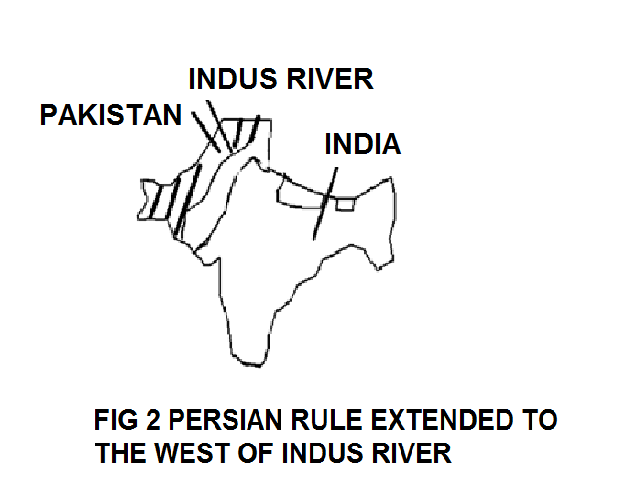 INDUS RIVER
PAKISTAN
INDIA
FIG 2 PERSIAN RULE EXTENDED TO
THE WEST OF INDUS RIVER